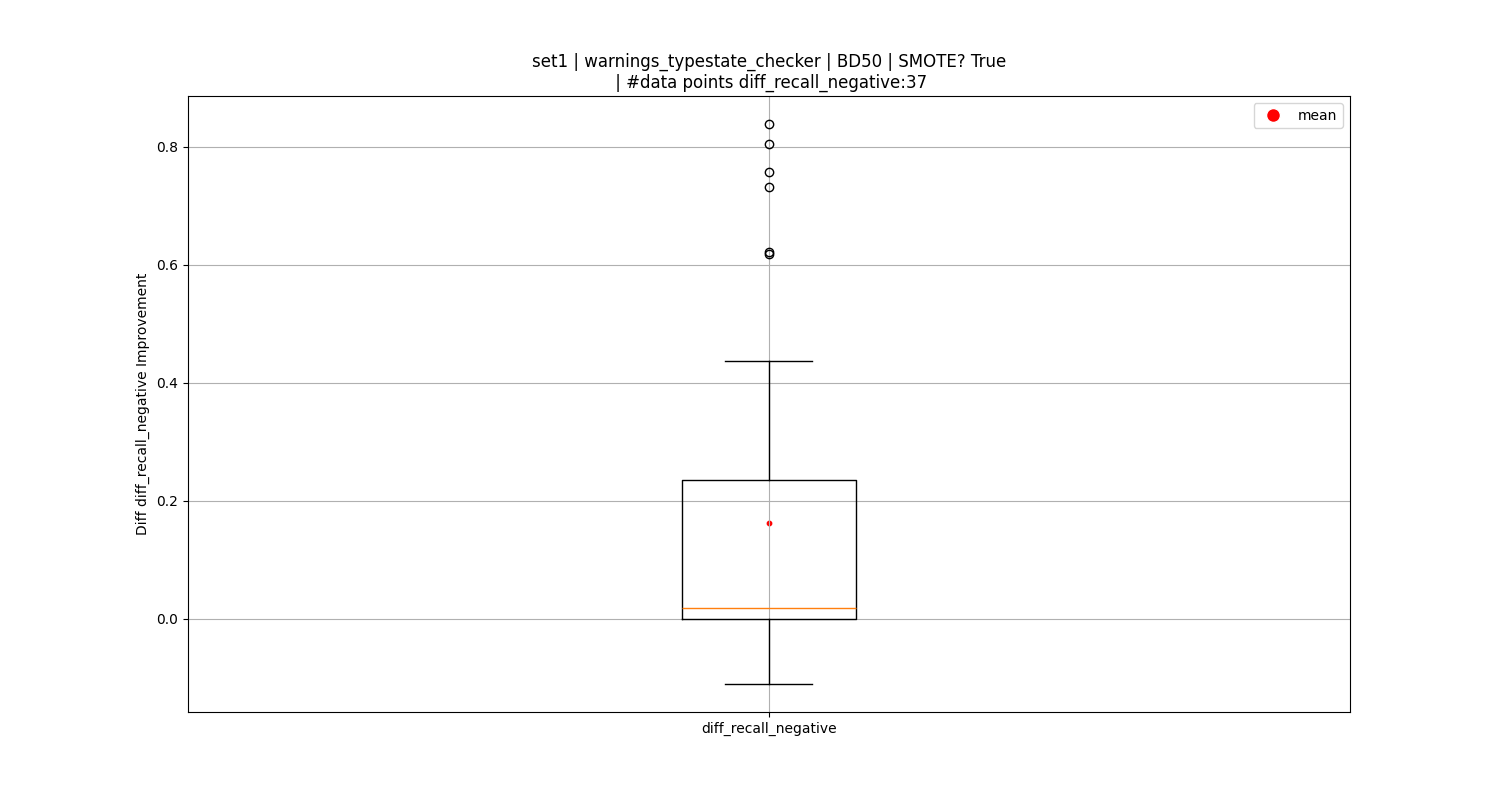 set1 | warnings_typestate_checker | BD50 | SMOTE? True
| #data points diff_recall_negative:37
mean
0.8
0.6
0.4
0.2
0.0
Diff diff_recall_negative Improvement
diff_recall_negative